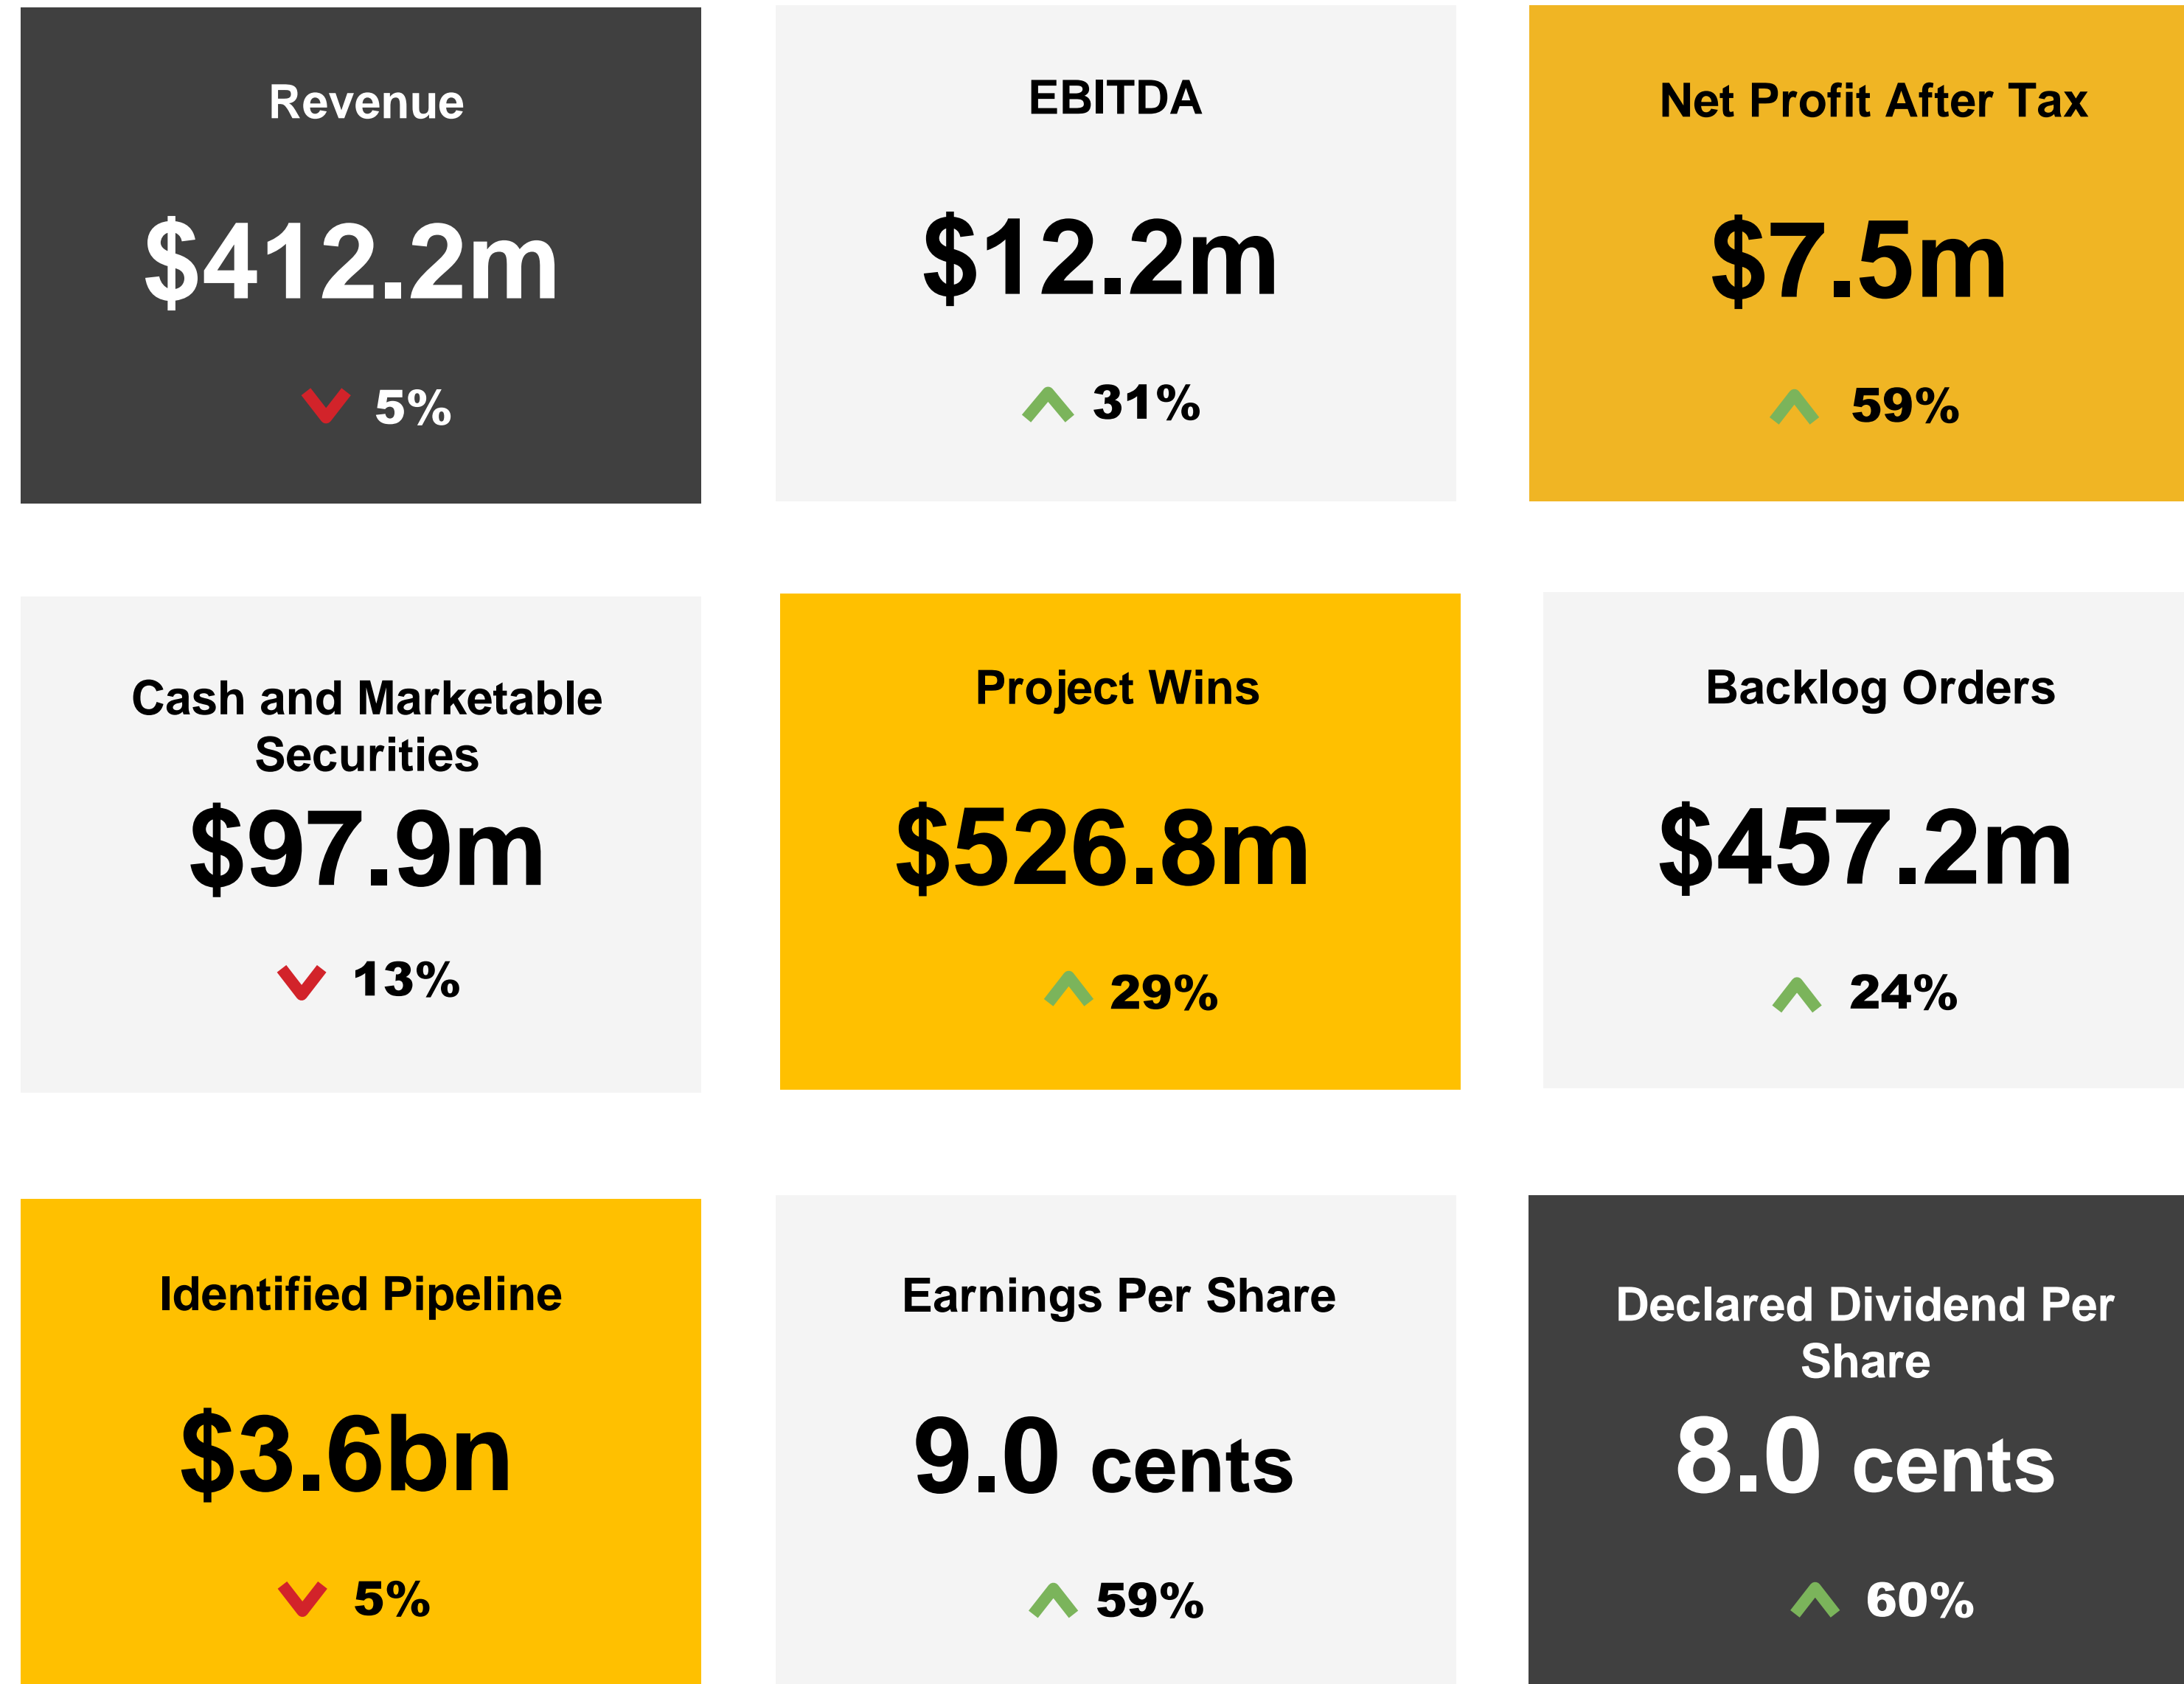 Revenue
$412.2m
5%
EBITDA
$12.2m
31%
Net Profit After Tax
$7.5m
59%
Cash and Marketable
Securities
$97.9m
13%
Project Wins
$526.8m
29%
Backlog Orders
$457.2m
24%
Identified Pipeline
$3.6bn
5%
Earnings Per Share
9.0 cents
59%
Declared Dividend Per
Share
8.0 cents
60%